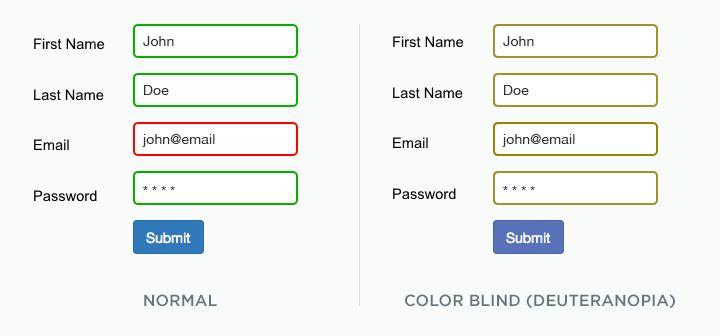 First Name John
Last Name Doe
Email john@email
Password * * * *
Submit
NORMAL
First Name John
Last Name Doe
Email john@email
Password * * * *
Submit
COLOR BLIND (DEUTERANOPIA)